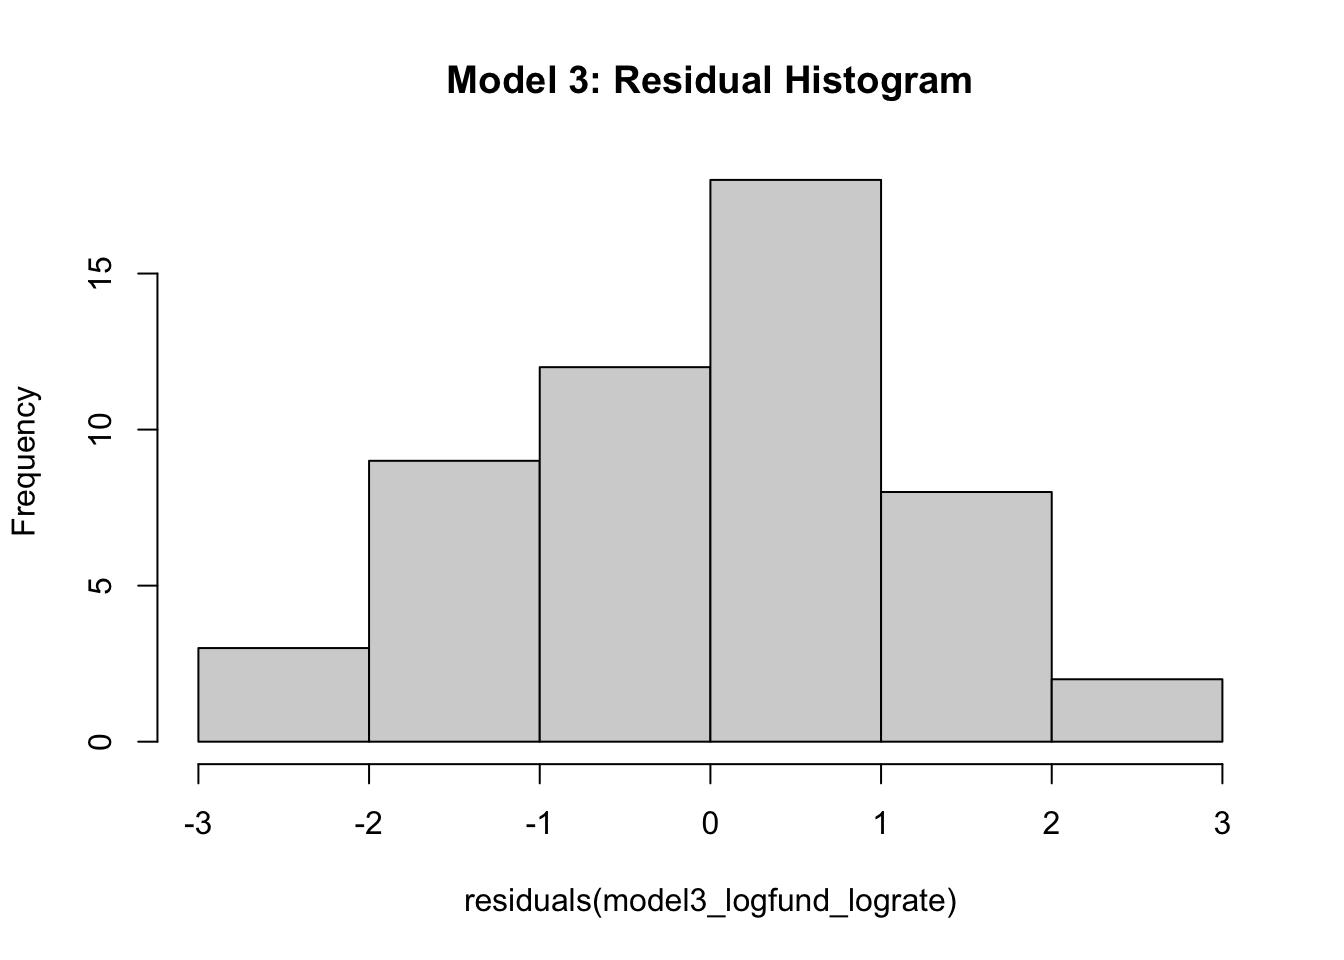 Model 3: Residual Histogram
Frequency
15
10
5
0
-3 -2 -1 0 1 2 3
residuals(model3_logfund_lograte)